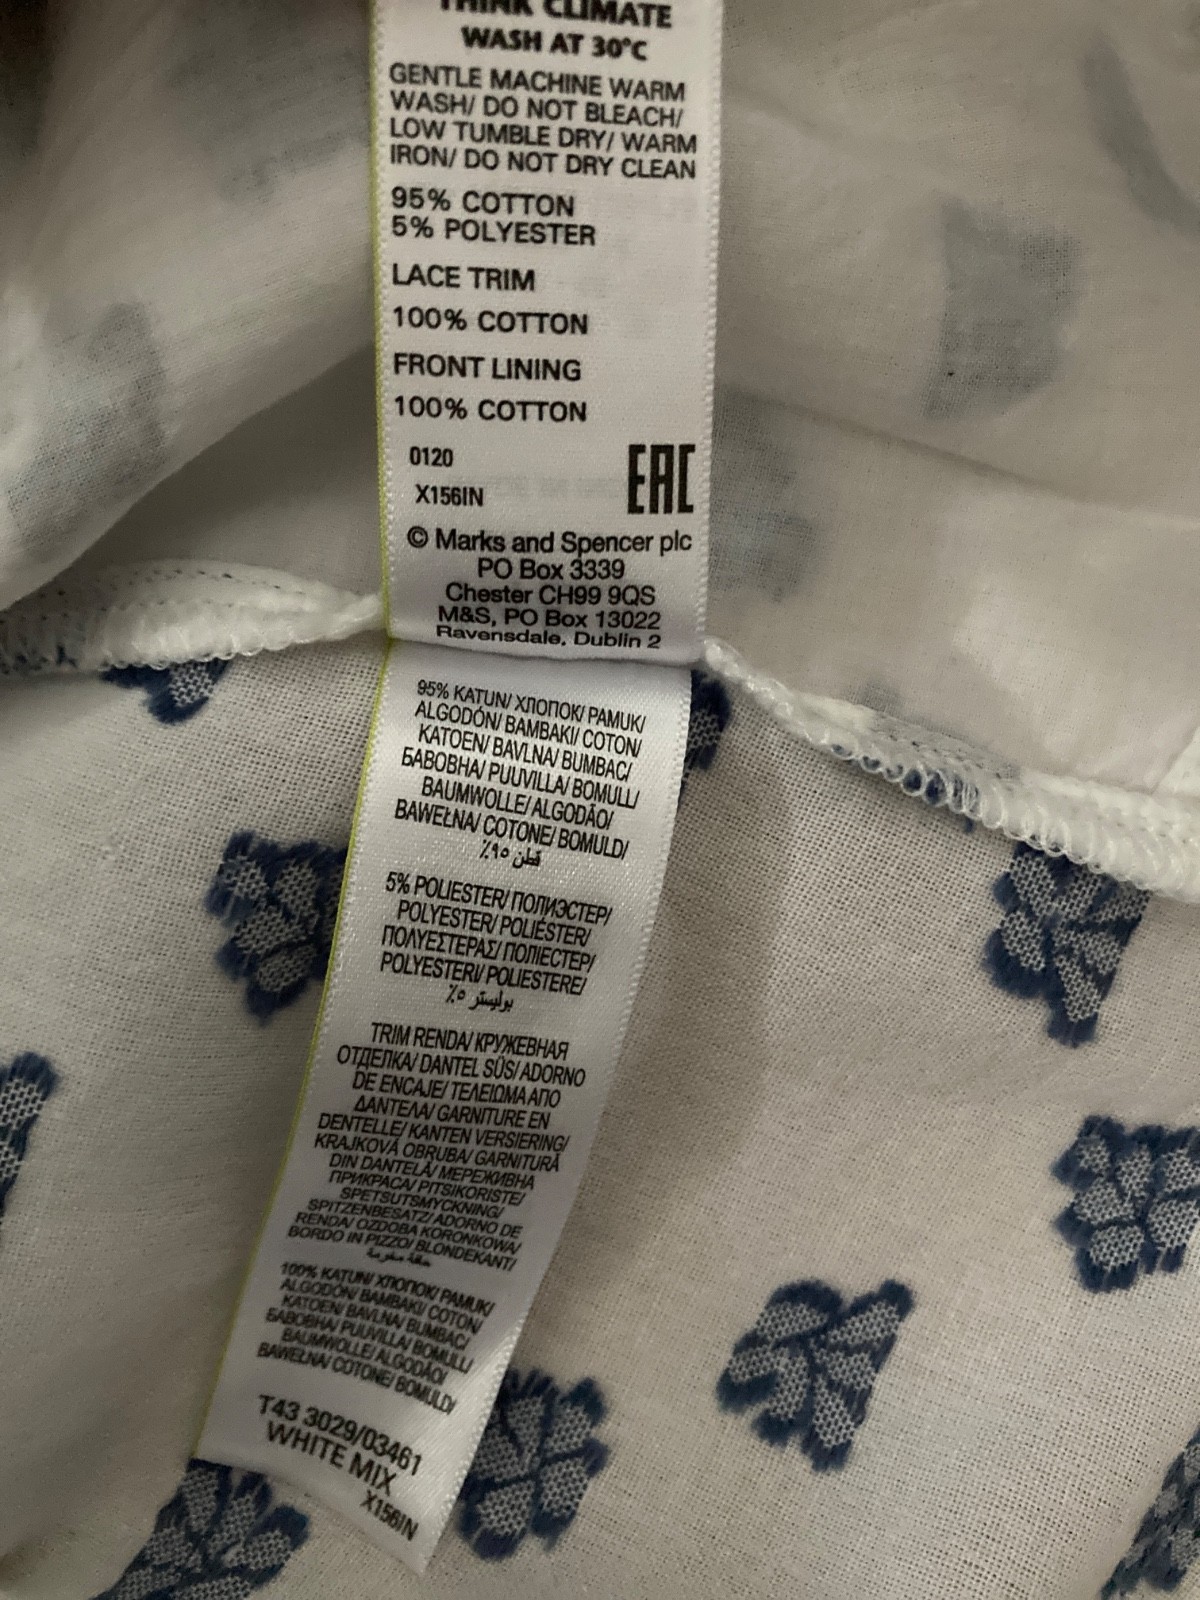 THINK CLIMATE
WASH AT 30°C
GENTLE MACHINE WARM
WASH/ DO NOT BLEACH/
LOW TUMBLE DRY/ WARM
IRON/ DO NOT DRY CLEAN
95% COTTON
5% POLYESTER
LACE TRIM
100% COTTON
FRONT LINING
100% COTTON
0120
X156IN
EAC
© Marks and Spencer plc
PO Box 3339
Chester CH99 9QS
M&S, PO Box 13022
Ravensdale, Dublin 2
95% KATUN/ ХЛОПОК/ PAMUK/
ALGODÓN/ ΒΑΜΒΑΚΙ/ COTON/
KATOEN/ BAVLNA/ BUMBAC/
БАВОВНА/ PUUVILLA/ BOMULL/
BAUMWOLLE/ ALGODÃO/
BAWEŁNA/ COTONE/ BOMULD/
قطن ٩٥٪
5% POLIESTER/ ПОЛИЭСТЕР/
POLYESTER/ POLIÉSTER/
ΠΟΛΥΕΣΤΕΡΑΣ/ ПОЛІЕСТЕР/
POLYESTERI/ POLIESTERE/
بوليستر ٥٪
TRIM RENDA/ КРУЖЕВНАЯ
ОТДЕЛКА/ DANTEL SÜS/ ADORNO
DE ENCAJE/ ΤΕΛΕΙΩΜΑ ΑΠΟ
ΔΑΝΤΕΛΑ/ GARNITURE EN
DENTELLE/ KANTEN VERSIERING/
KRAJKOVÁ OBRUBA/ GARNITURĂ
DIN DANTELĂ/ МЕРЕЖИВНА
ПРИКРАСА/ PITSIKORISTE/
SPETSUTSMYCKNING/
SPITZENBESATZ/ ADORNO DE
RENDA/ OZDOBA KORONKOWA/
BORDO IN PIZZO/ BLONDEKANT/
100% KATUN/ ХЛОПОК/ PAMUK/
ALGODÓN/ ΒΑΜΒΑΚΙ/ COTON/
KATOEN/ BAVLNA/ BUMBAC/
БАВОВНА/ PUUVILLA/ BOMULL/
BAUMWOLLE/ ALGODÃO/
BAWEŁNA/ COTONE/ BOMULD/
T43 3029/03461
WHITE MIX
X156IN